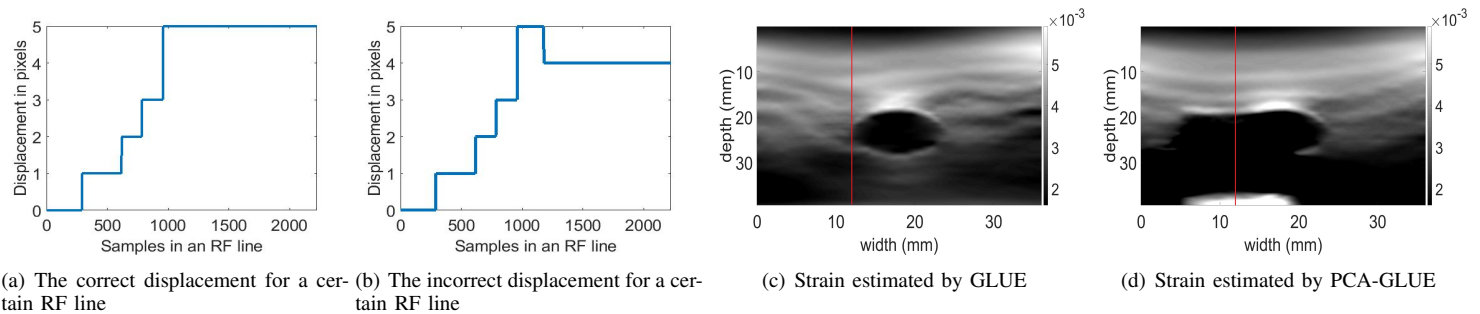 5
4
3
2
1
0
Displacement in pixels
0 500 1000 1500 2000
Samples in an RF line
5
4
3
2
1
0
Displacement in pixels
0 500 1000 1500 2000
Samples in an RF line
×10⁻³
5
4
3
2
10
20
30
depth (mm)
0 10 20 30
width (mm)
×10⁻³
5
4
3
2
10
20
30
depth (mm)
0 10 20 30
width (mm)
(a) The correct displacement for a cer-
tain RF line
(b) The incorrect displacement for a cer-
tain RF line
(c) Strain estimated by GLUE
(d) Strain estimated by PCA-GLUE